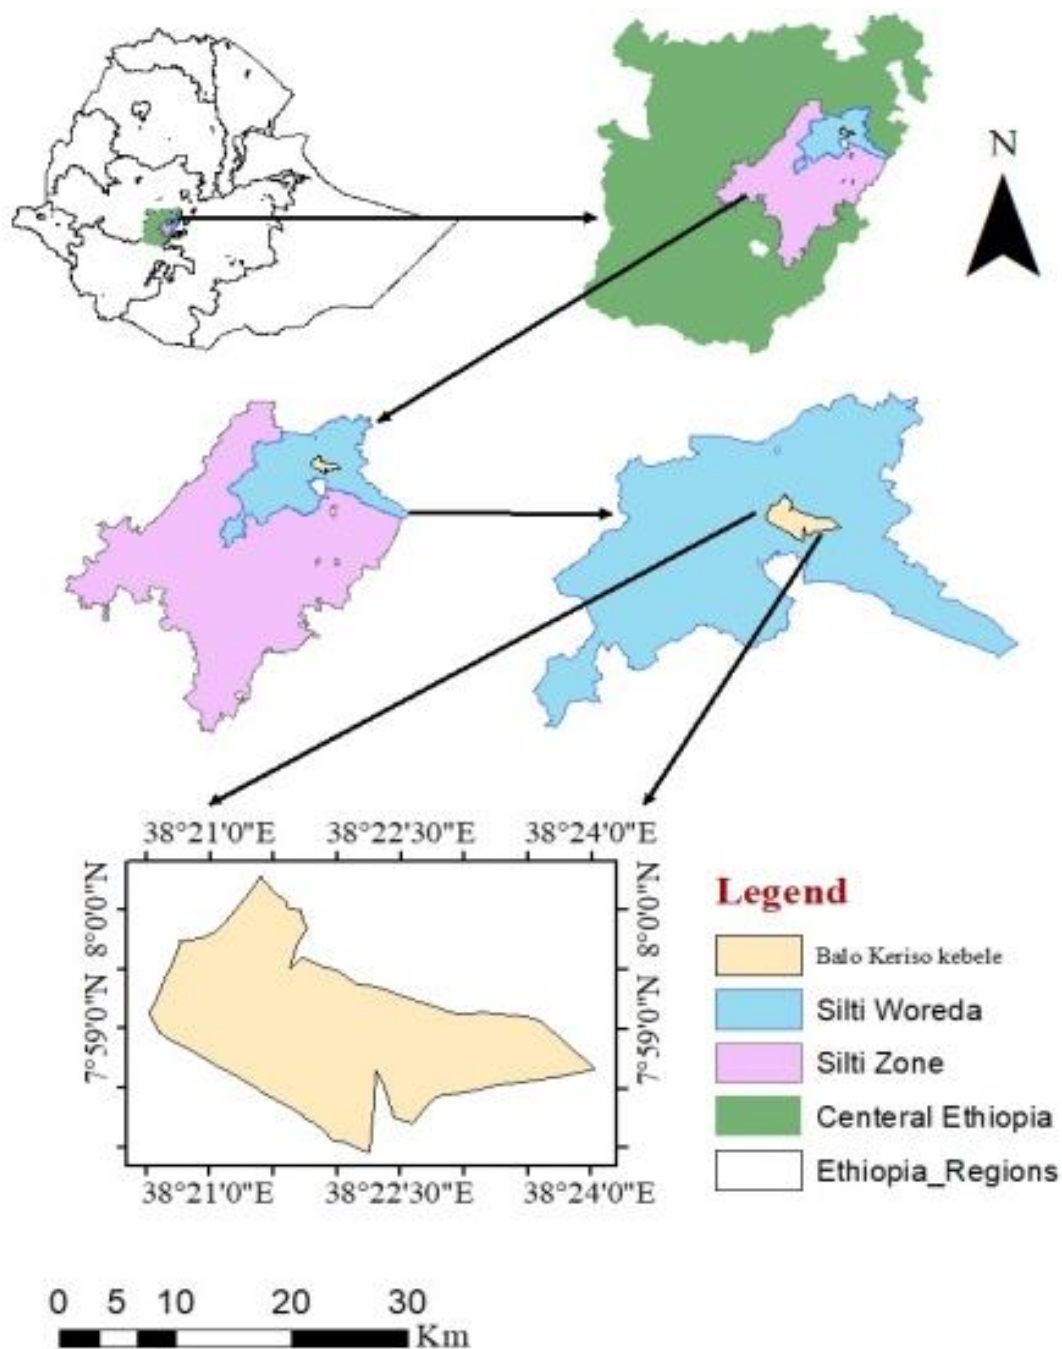 N
38°21'0"E 38°22'30"E 38°24'0"E
8°0'0"N
7°59'0"N
8°0'0"N
7°59'0"N
38°21'0"E 38°22'30"E 38°24'0"E
Legend
Balo Keriso kebele
Silti Woreda
Silti Zone
Centeral Ethiopia
Ethiopia_Regions
0 5 10 20 30
Km